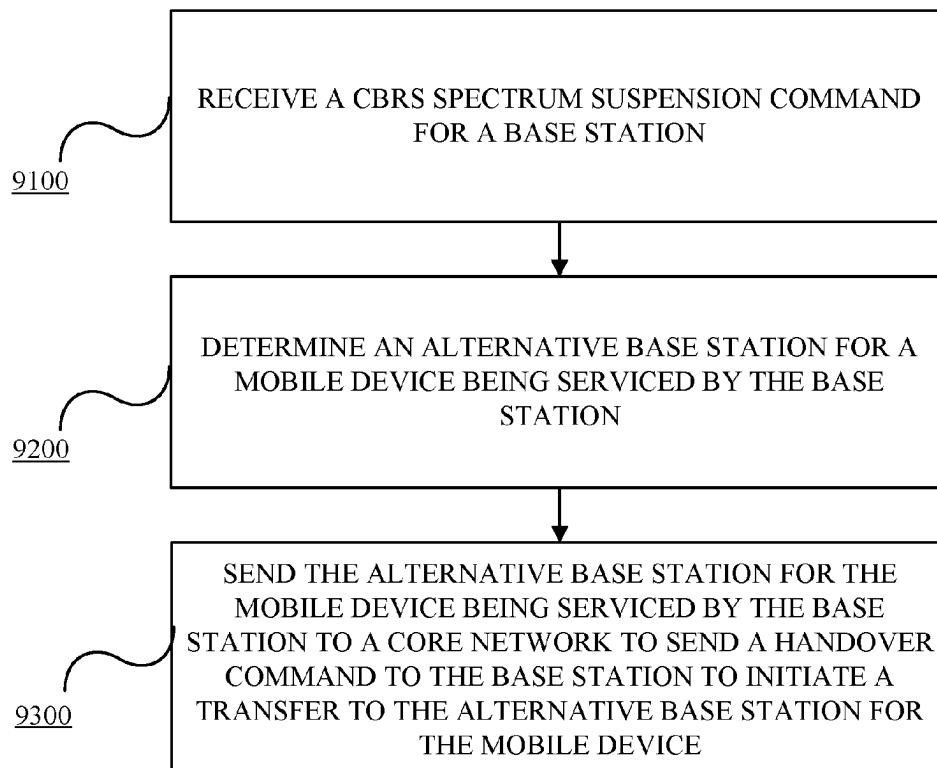 RECEIVE A CBRS SPECTRUM SUSPENSION COMMAND
FOR A BASE STATION
9100
DETERMINE AN ALTERNATIVE BASE STATION FOR A
MOBILE DEVICE BEING SERVICED BY THE BASE
STATION
9200
SEND THE ALTERNATIVE BASE STATION FOR THE
MOBILE DEVICE BEING SERVICED BY THE BASE
STATION TO A CORE NETWORK TO SEND A HANDOVER
COMMAND TO THE BASE STATION TO INITIATE A
TRANSFER TO THE ALTERNATIVE BASE STATION FOR
THE MOBILE DEVICE
9300